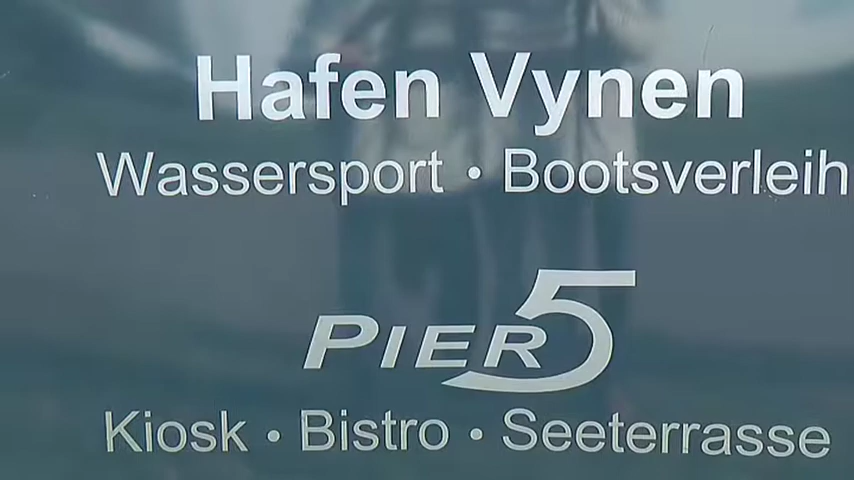 Hafen Vynen
Wassersport · Bootsverleih
PIER 5
Kiosk · Bistro · Seeterrasse